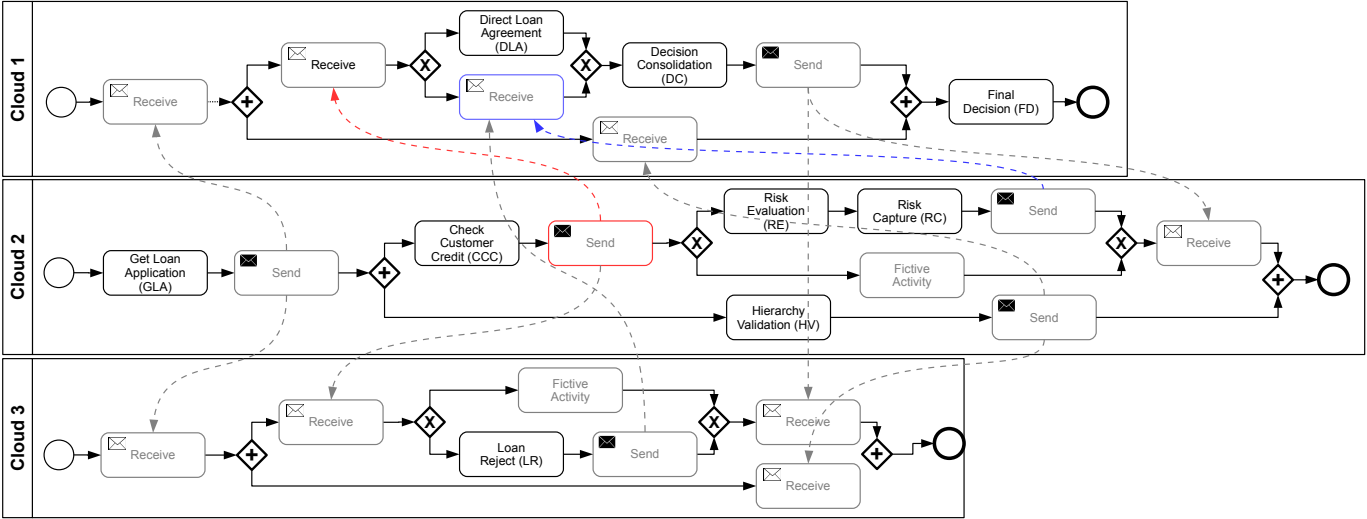 Cloud 1
Receive
Receive
X
Direct Loan
Agreement
(DLA)
Receive
X
Decision
Consolidation
(DC)
Send
Receive
Final
Decision (FD)
Cloud 2
Get Loan
Application
(GLA)
Send
Check
Customer
Credit (CCC)
Send
X
Risk
Evaluation
(RE)
Risk
Capture (RC)
Send
Fictive
Activity
X
Receive
Hierarchy
Validation (HV)
Send
Cloud 3
Receive
Receive
X
Fictive
Activity
Loan
Reject (LR)
Send
X
Receive
Receive